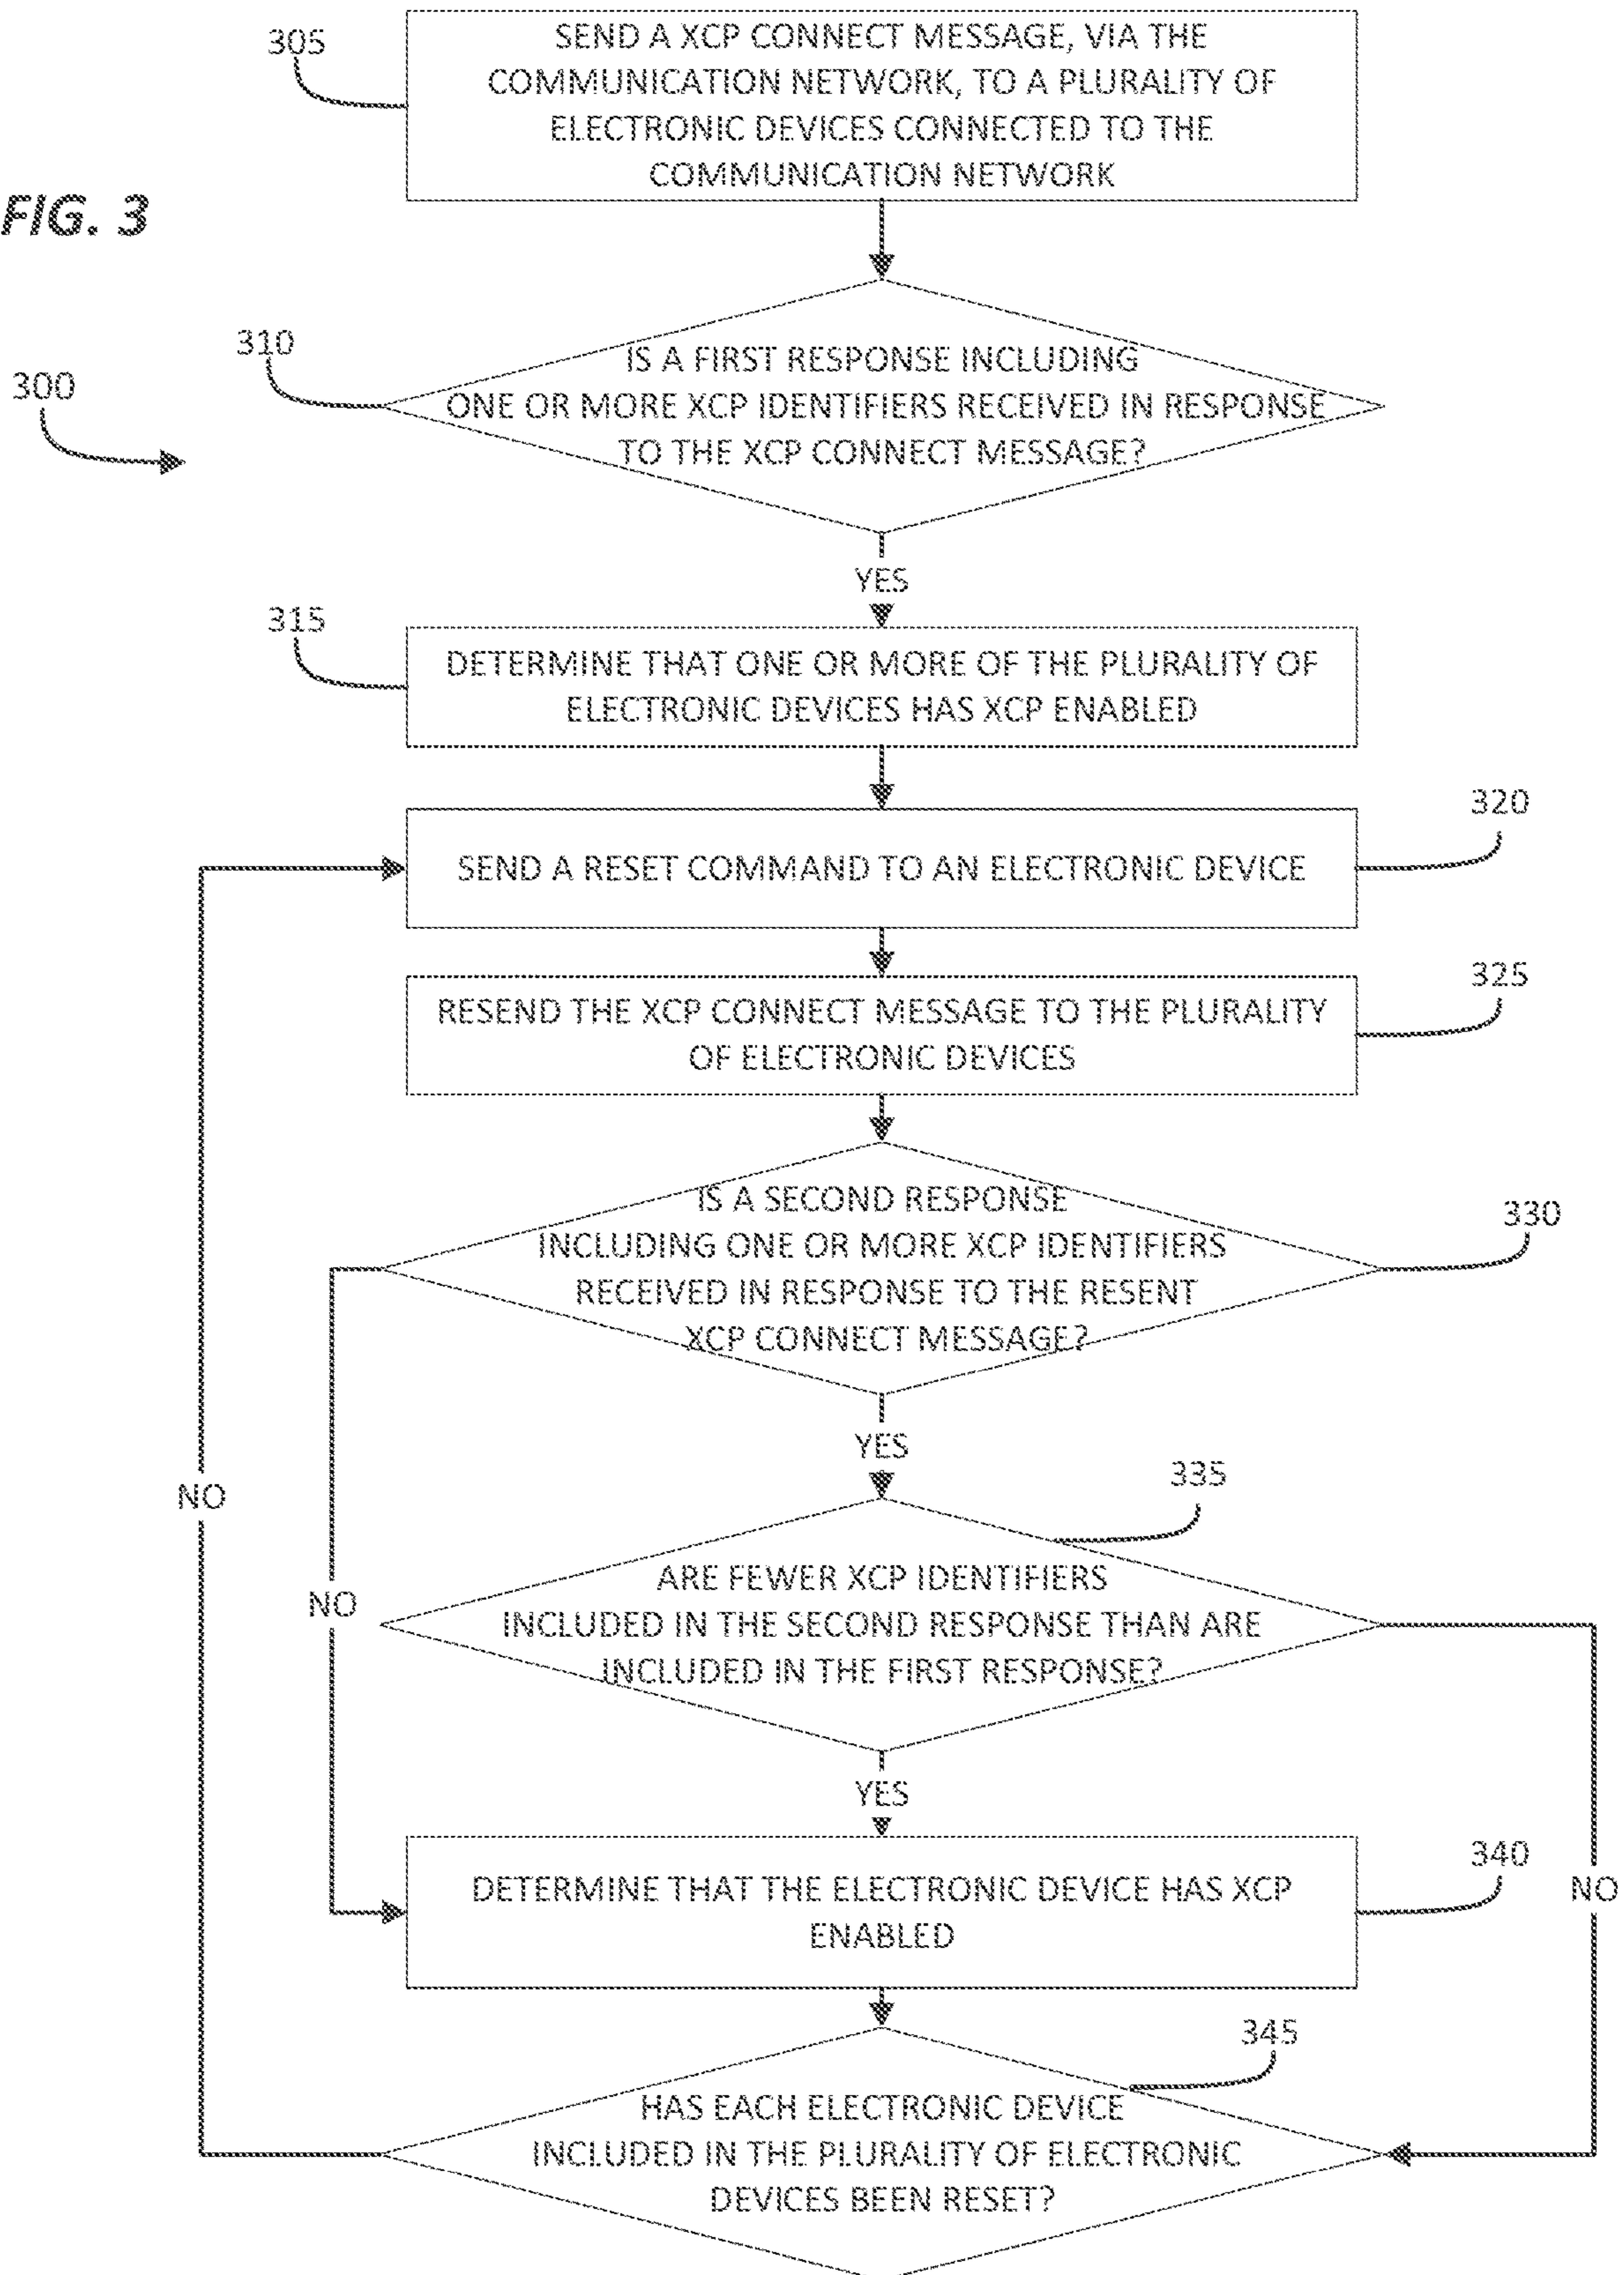 305
SEND A XCP CONNECT MESSAGE, VIA THE
COMMUNICATION NETWORK, TO A PLURALITY OF
ELECTRONIC DEVICES CONNECTED TO THE
COMMUNICATION NETWORK
FIG. 3
300
310
IS A FIRST RESPONSE INCLUDING
ONE OR MORE XCP IDENTIFIERS RECEIVED IN RESPONSE
TO THE XCP CONNECT MESSAGE?
YES
315
DETERMINE THAT ONE OR MORE OF THE PLURALITY OF
ELECTRONIC DEVICES HAS XCP ENABLED
320
SEND A RESET COMMAND TO AN ELECTRONIC DEVICE
325
RESEND THE XCP CONNECT MESSAGE TO THE PLURALITY
OF ELECTRONIC DEVICES
330
IS A SECOND RESPONSE
INCLUDING ONE OR MORE XCP IDENTIFIERS
RECEIVED IN RESPONSE TO THE RESENT
XCP CONNECT MESSAGE?
YES
NO
NO
335
ARE FEWER XCP IDENTIFIERS
INCLUDED IN THE SECOND RESPONSE THAN ARE
INCLUDED IN THE FIRST RESPONSE?
YES
NO
340
DETERMINE THAT THE ELECTRONIC DEVICE HAS XCP
ENABLED
345
HAS EACH ELECTRONIC DEVICE
INCLUDED IN THE PLURALITY OF ELECTRONIC
DEVICES BEEN RESET?